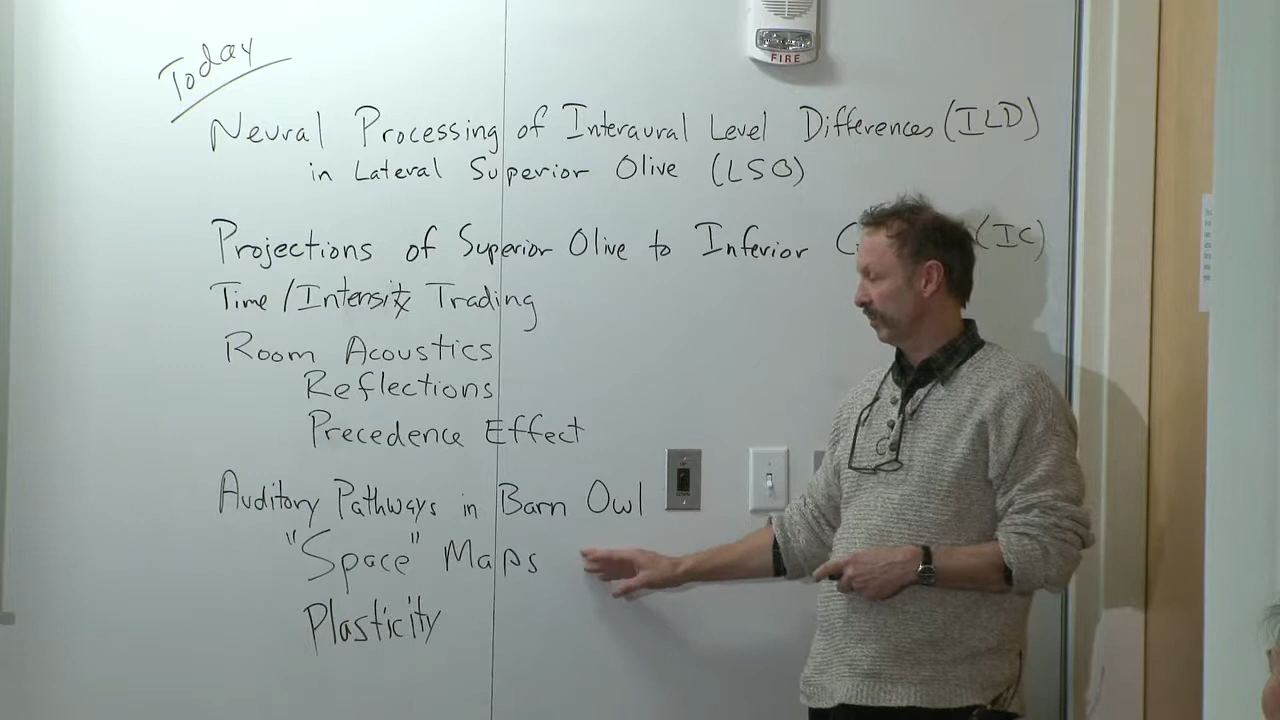 Today
Neural Processing of Interaural Level Differences (ILD)
in Lateral Superior Olive (LSO)
Projections of Superior Olive to Inferior (IC)
Time/Intensity Trading
Room Acoustics
Reflections
Precedence Effect
Auditory Pathways in Barn Owl
"Space" Maps
Plasticity
FIRE